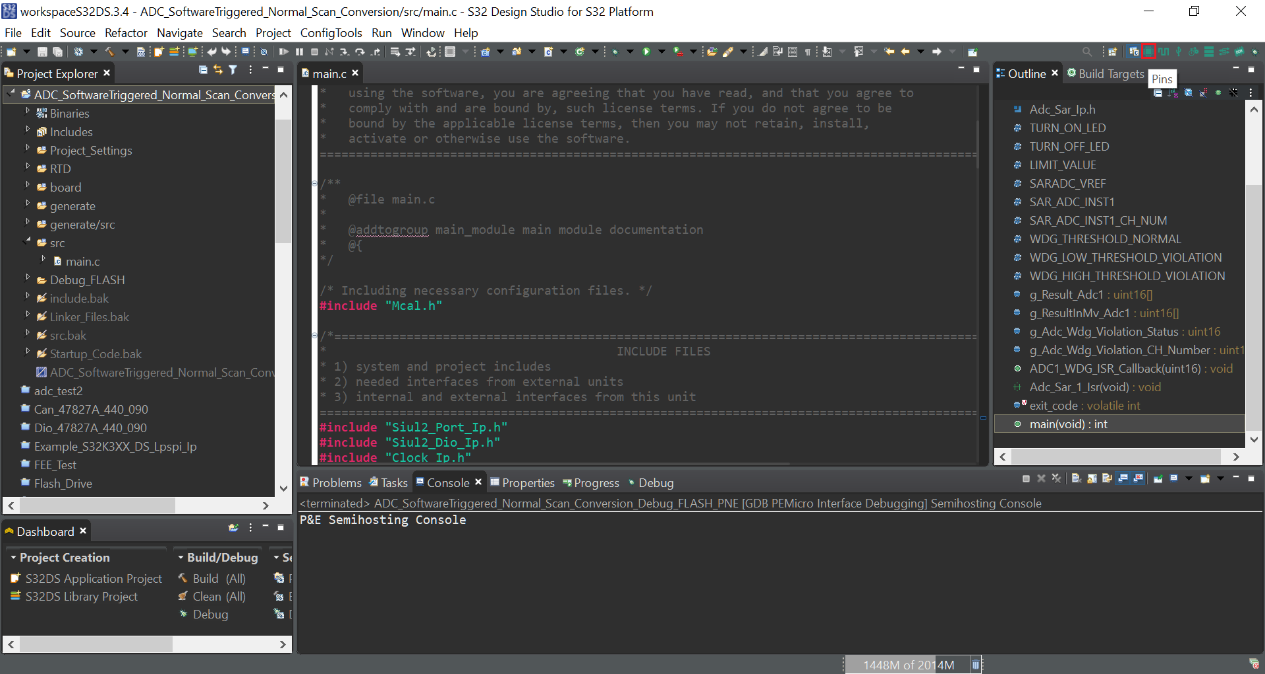 workspaceS32DS.3.4 - ADC_SoftwareTriggered_Normal_Scan_Conversion/src/main.c - S32 Design Studio for S32 Platform
File Edit Source Refactor Navigate Search Project ConfigTools Run Window Help
Project Explorer
ADC_SoftwareTriggered_Normal_Scan_Convers
Binaries
Includes
Project_Settings
RTD
board
generate
generate/src
src
main.c
Debug_FLASH
include.bak
Linker_Files.bak
src.bak
Startup_Code.bak
ADC_SoftwareTriggered_Normal_Scan_Conv
adc_test2
Can_47827A_440_090
Dio_47827A_440_090
Example_S32K3XX_DS_Lpspi_Ip
FEE_Test
Flash_Drive
main.c
* using the software, you are agreeing that you have read, and that you agree to
* comply with and are bound by, such license terms. If you do not agree to be
* bound by the applicable license terms, then you may not retain, install,
* activate or otherwise use the software.
==================================================================================================
/**
* @file main.c
*
* @addtogroup main_module main module documentation
* @{
*/
/* Including necessary configuration files. */
#include "Mcal.h"
/*================================================================================================
* INCLUDE FILES
* 1) system and project includes
* 2) needed interfaces from external units
* 3) internal and external interfaces from this unit
==================================================================================================
#include "Siul2_Port_Ip.h"
#include "Siul2_Dio_Ip.h"
#include "Clock_Ip.h"
Outline Build Targets
Pins
Adc_Sar_Ip.h
TURN_ON_LED
TURN_OFF_LED
LIMIT_VALUE
SARADC_VREF
SAR_ADC_INST1
SAR_ADC_INST1_CH_NUM
WDG_THRESHOLD_NORMAL
WDG_LOW_THRESHOLD_VIOLATION
WDG_HIGH_THRESHOLD_VIOLATION
g_Result_Adc1 : uint16[]
g_ResultInMv_Adc1 : uint16[]
g_Adc_Wdg_Violation_Status : uint16
g_Adc_Wdg_Violation_CH_Number : uint1
ADC1_WDG_ISR_Callback(uint16) : void
Adc_Sar_1_Isr(void) : void
exit_code : volatile int
main(void) : int
Problems Tasks Console Properties Progress Debug
<terminated> ADC_SoftwareTriggered_Normal_Scan_Conversion_Debug_FLASH_PNE [GDB PEMicro Interface Debugging] Semihosting Console
P&E Semihosting Console
Dashboard
Project Creation Build/Debug Se
S32DS Application Project Build (All)
S32DS Library Project Clean (All)
Debug
1448M of 2014M